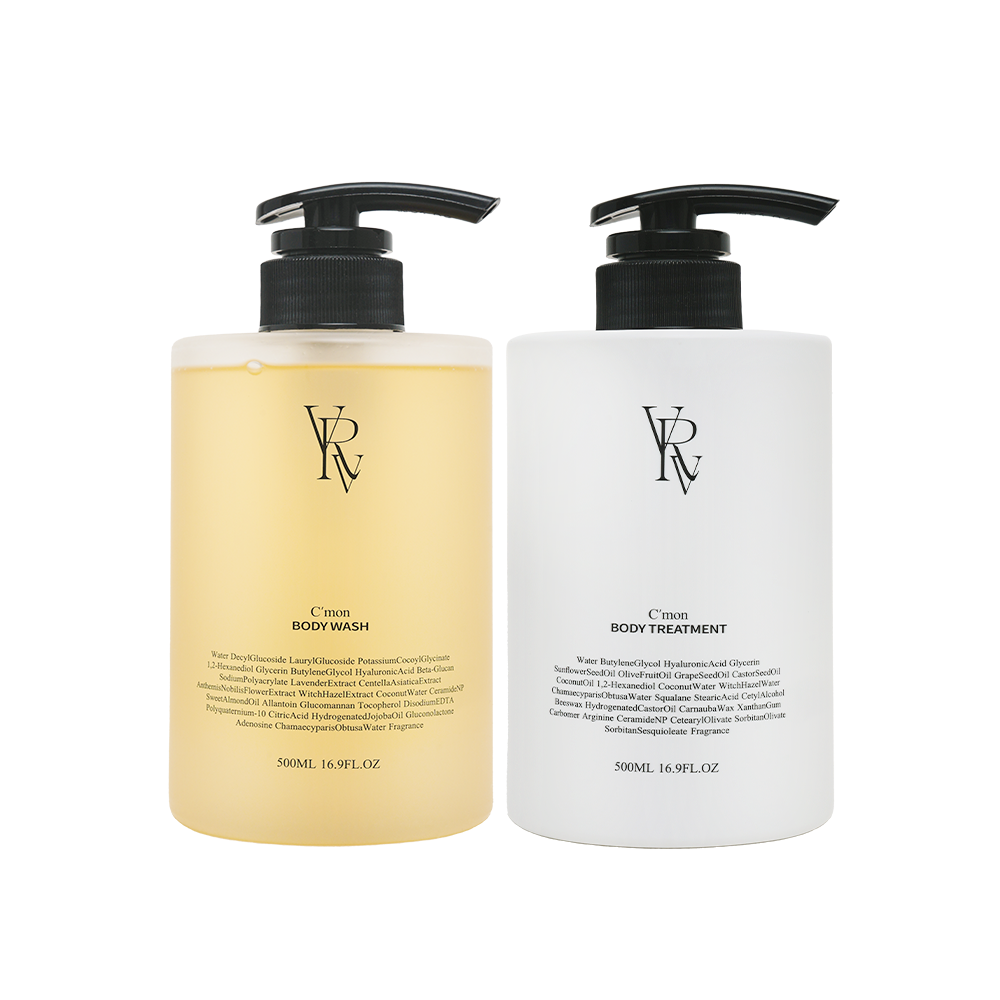 VRV
C'mon
BODY WASH
Water DecylGlucoside LaurylGlucoside PotassiumCocoylGlycinate
1,2-Hexanediol Glycerin ButyleneGlycol HyaluronicAcid Beta-Glucan
SodiumPolyacrylate LavenderExtract CentellaAsiaticaExtract
AnthemisNobilisFlowerExtract WitchHazelExtract CoconutWater CeramideNP
SweetAlmondOil Allantoin Glucomannan Tocopherol DisodiumEDTA
Polyquaternium-10 CitricAcid HydrogenatedJojobaOil Gluconolactone
Adenosine ChamaecyparisObtusaWater Fragrance
500ML 16.9FL.OZ
VRV
C'mon
BODY TREATMENT
Water ButyleneGlycol HyaluronicAcid Glycerin
SunflowerSeedOil OliveFruitOil GrapeSeedOil CastorSeedOil
CoconutOil 1,2-Hexanediol CoconutWater WitchHazelWater
ChamaecyparisObtusaWater Squalane StearicAcid CetylAlcohol
Beeswax HydrogenatedCastorOil CarnaubaWax XanthanGum
Carbomer Arginine CeramideNP CetearylOlivate SorbitanOlivate
SorbitanSesquioleate Fragrance
500ML 16.9FL.OZ